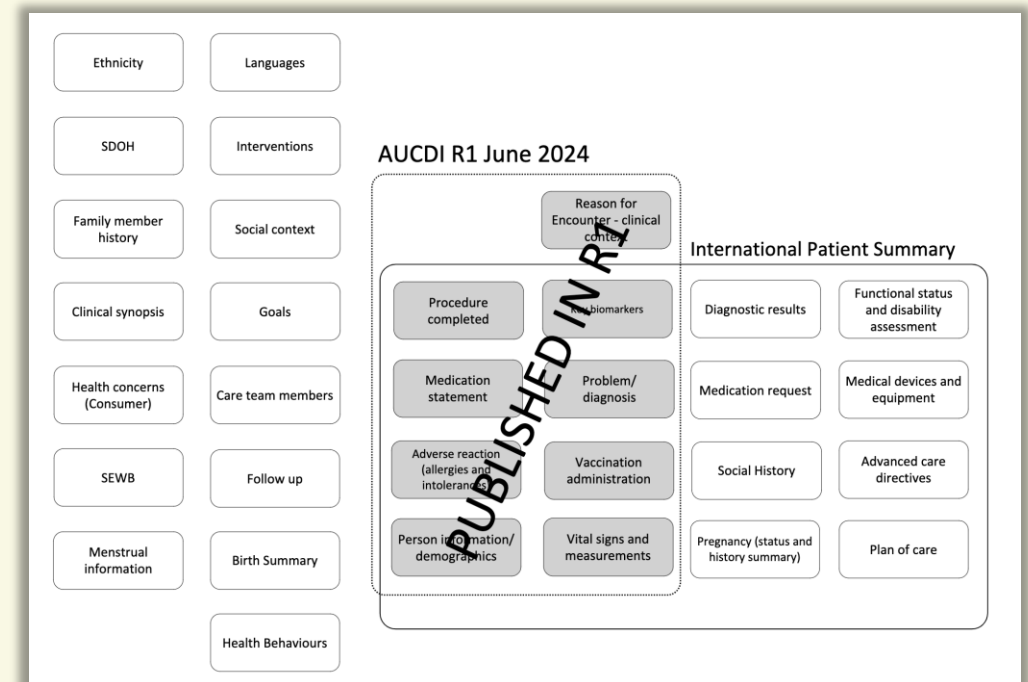 Ethnicity
Languages
SDOH
Interventions
Family member
history
Social context
Clinical synopsis
Goals
Health concerns
(Consumer)
Care team members
SEWB
Follow up
Menstrual
information
Birth Summary
Health Behaviours
AUCDI R1 June 2024
Reason for
Encounter - clinical
context
International Patient Summary
Procedure
completed
Key biomarkers
Diagnostic results
Functional status
and disability
assessment
Medication
statement
Problem/
diagnosis
Medication request
Medical devices and
equipment
Adverse reaction
(allergies and
intolerances)
Vaccination
administration
Social History
Advanced care
directives
Person information/
demographics
Vital signs and
measurements
Pregnancy (status and
history summary)
Plan of care
PUBLISHED IN R1